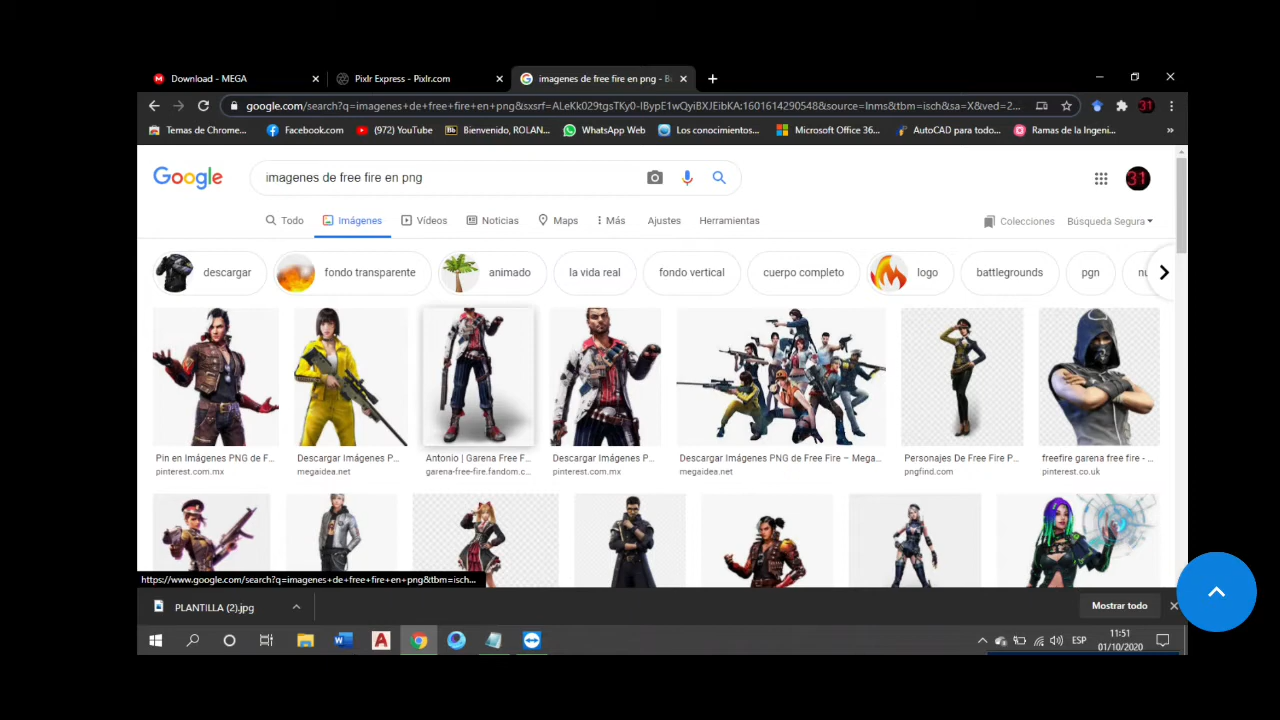 Download - MEGA
Pixlr Express - Pixlr.com
imagenes de free fire en png - B
google.com/search?q=imagenes+de+free+fire+en+png&sxsrf=ALeKk029tgsTKy0-IBypE1wQyiBXJEibKA:1601614290548&source=lnms&tbm=isch&sa=X&ved=2...
31
Temas de Chrome...
Facebook.com
(972) YouTube
Bienvenido, ROLAN...
WhatsApp Web
Los conocimientos...
Microsoft Office 36...
AutoCAD para todo...
Ramas de la Ingeni...
Google
imagenes de free fire en png
31
Todo
Imágenes
Vídeos
Noticias
Maps
Más
Ajustes
Herramientas
Colecciones
Búsqueda Segura
descargar
fondo transparente
animado
la vida real
fondo vertical
cuerpo completo
logo
battlegrounds
pgn
Pin en Imágenes PNG de F...
pinterest.com.mx
Descargar Imágenes P...
megaidea.net
Antonio | Garena Free F...
garena-free-fire.fandom.c...
Descargar Imágenes P...
pinterest.com.mx
Descargar Imágenes PNG de Free Fire – Mega...
megaidea.net
Personajes De Free Fire P...
pngfind.com
freefire garena free fire - ...
pinterest.co.uk
https://www.google.com/search?q=imagenes+de+free+fire+en+png&tbm=isch...
PLANTILLA (2).jpg
Mostrar todo
ESP
11:51
01/10/2020